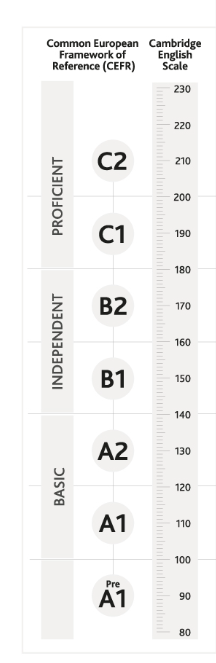 Common European
Framework of
Reference (CEFR)
Cambridge
English
Scale
230
220
PROFICIENT
C2
210
200
C1
190
180
INDEPENDENT
B2
170
160
B1
150
140
BASIC
A2
130
120
A1
110
100
Pre
A1
90
80